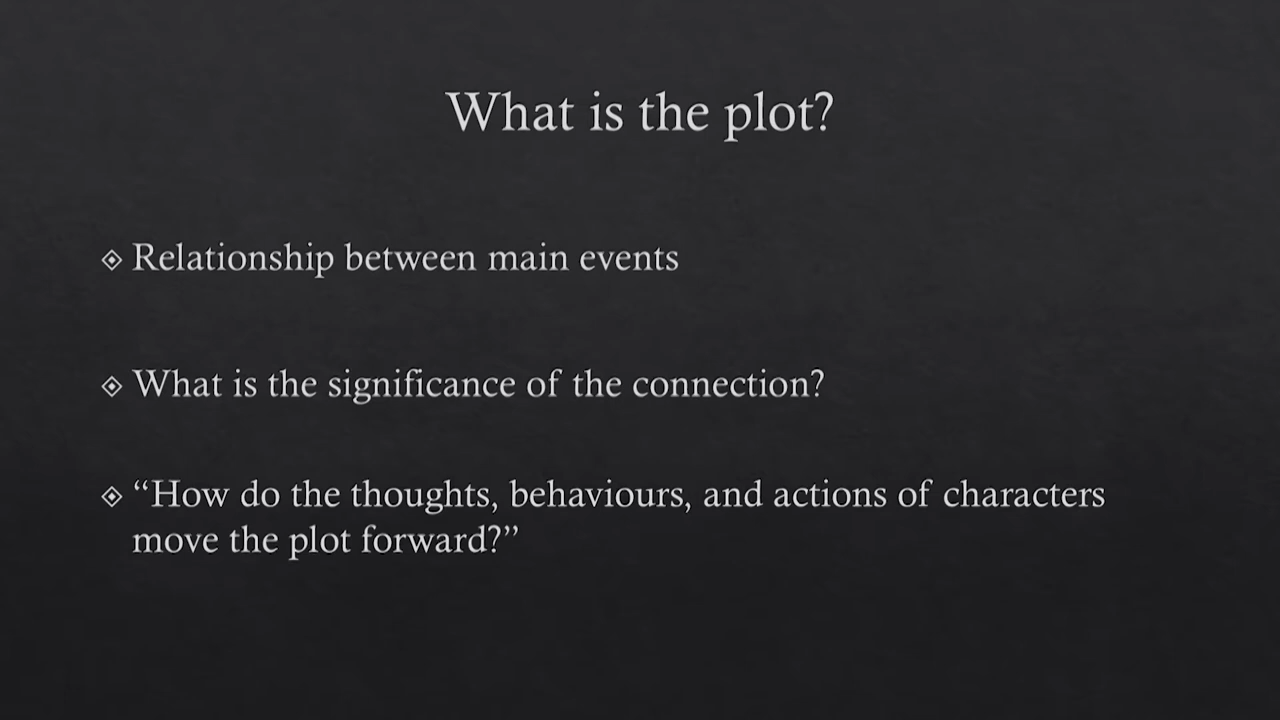 What is the plot?
Relationship between main events
What is the significance of the connection?
“How do the thoughts, behaviours, and actions of characters
move the plot forward?”